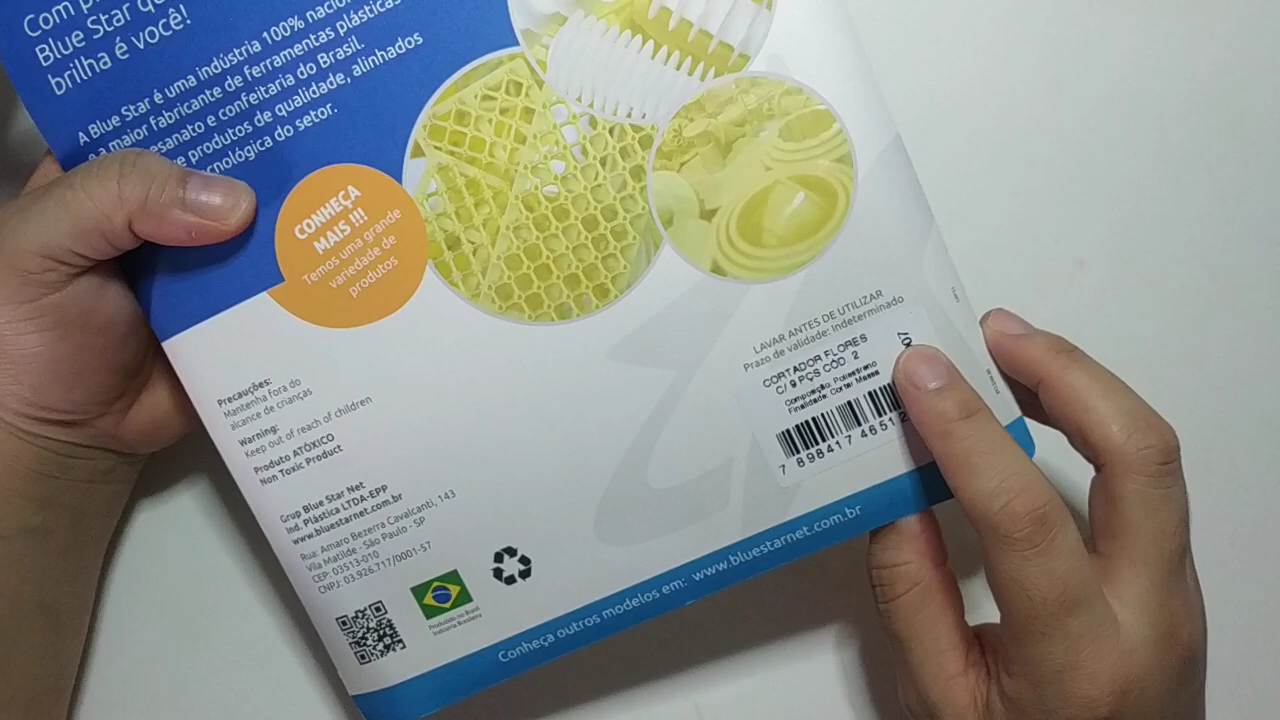 Com p
Blue Star qu
brilha é você!
A Blue Star é uma indústria 100% nacio
e a maior fabricante de ferramentas plásticas
esanato e confeitaria do Brasil.
e produtos de qualidade, alinhados
cnológica do setor.
CONHEÇA
MAIS !!!
Temos uma grande
variedade de
produtos
LAVAR ANTES DE UTILIZAR
Prazo de validade: Indeterminado
CORTADOR FLORES
C/ 9 PÇS CÓD. 2
Composição: Poliestireno
Finalidade: Cortar Massa
7 898417 46512
Precauções:
Mantenha fora do
alcance de crianças
Warning:
Keep out of reach of children
Produto ATÓXICO
Non Toxic Product
Grup Blue Star Net
Ind. Plástica LTDA-EPP
www.bluestarnet.com.br
Rua: Amaro Bezerra Cavalcanti, 143
Vila Matilde - São Paulo - SP
CEP: 03513-010
CNPJ: 03.926.717/0001-57
Produzido no Brasil
Indústria Brasileira
Conheça outros modelos em: www.bluestarnet.com.br